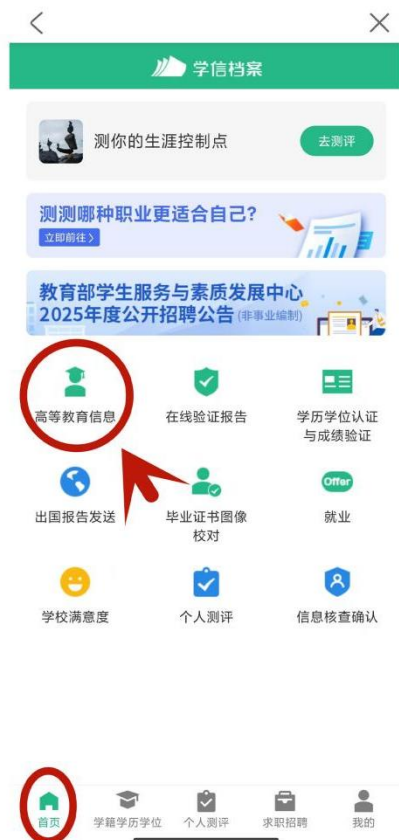 学信档案
测你的生涯控制点
去测评
测测哪种职业更适合自己?
立即前往>
教育部学生服务与素质发展中心
2025年度公开招聘公告(非事业编制)
高等教育信息
在线验证报告
学历学位认证
与成绩验证
Offer
出国报告发送
毕业证书图像
校对
就业
学校满意度
个人测评
信息核查确认
首页
学籍学历学位
个人测评
求职招聘
我的